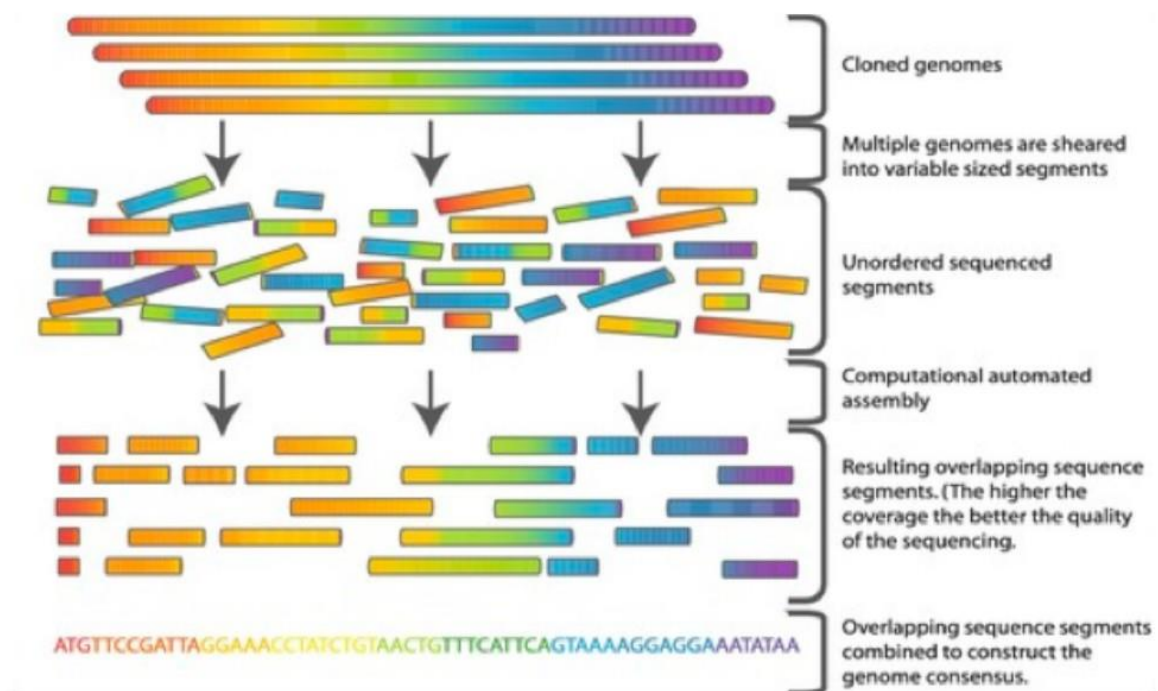 Cloned genomes
Multiple genomes are sheared
into variable sized segments
Unordered sequenced
segments
Computational automated
assembly
Resulting overlapping sequence
segments. (The higher the
coverage the better the quality
of the sequencing.
ATGTTCCGATTAGGAAACCTATCTGTAACTGTTTCATTCAGTAAAAGGAGGAAATATAA
Overlapping sequence segments
combined to construct the
genome consensus.